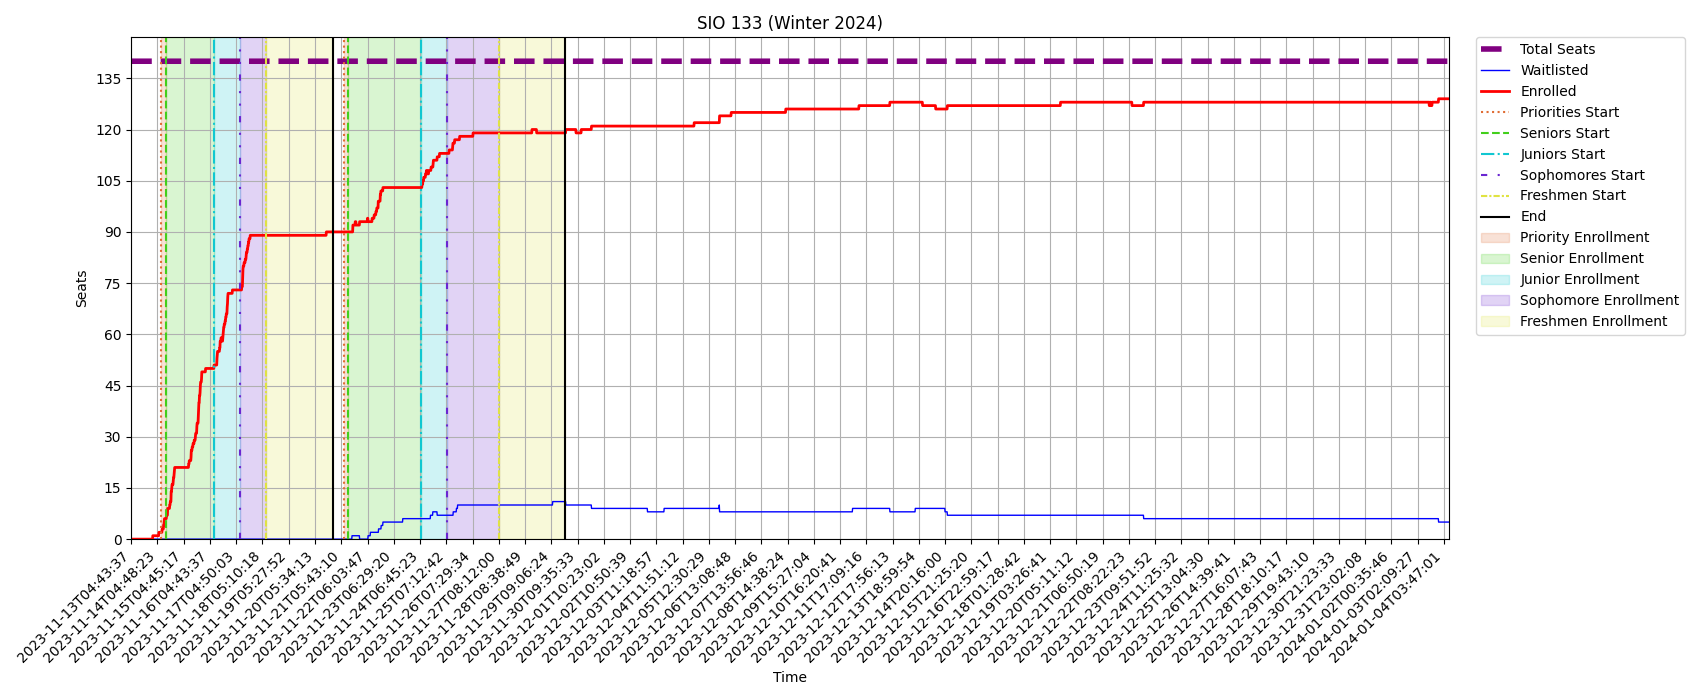 SIO 133 (Winter 2024)
Seats
135
120
105
90
75
60
45
30
15
0
2023-11-13T04:43:37
2023-11-14T04:48:23
2023-11-15T04:45:17
2023-11-16T04:43:37
2023-11-17T04:50:03
2023-11-18T05:10:18
2023-11-19T05:27:52
2023-11-20T05:34:13
2023-11-21T05:43:10
2023-11-22T06:03:47
2023-11-23T06:29:20
2023-11-24T06:45:23
2023-11-25T07:12:42
2023-11-26T07:29:34
2023-11-27T08:12:00
2023-11-28T08:38:49
2023-11-29T09:06:24
2023-11-30T09:35:33
2023-12-01T10:23:02
2023-12-02T10:50:39
2023-12-03T11:18:57
2023-12-04T11:51:12
2023-12-05T12:30:29
2023-12-06T13:08:48
2023-12-07T13:56:46
2023-12-08T14:38:24
2023-12-09T15:27:04
2023-12-10T16:20:41
2023-12-11T17:09:16
2023-12-12T17:56:13
2023-12-13T18:59:54
2023-12-14T20:16:00
2023-12-15T21:25:20
2023-12-16T22:59:17
2023-12-18T01:28:42
2023-12-19T03:26:41
2023-12-20T05:11:12
2023-12-21T06:50:19
2023-12-22T08:22:23
2023-12-23T09:51:52
2023-12-24T11:25:32
2023-12-25T13:04:30
2023-12-26T14:39:41
2023-12-27T16:07:43
2023-12-28T18:10:17
2023-12-29T19:43:10
2023-12-30T21:23:33
2023-12-31T23:02:08
2024-01-02T00:35:46
2024-01-03T02:09:27
2024-01-04T03:47:01
Time
Total Seats
Waitlisted
Enrolled
Priorities Start
Seniors Start
Juniors Start
Sophomores Start
Freshmen Start
End
Priority Enrollment
Senior Enrollment
Junior Enrollment
Sophomore Enrollment
Freshmen Enrollment